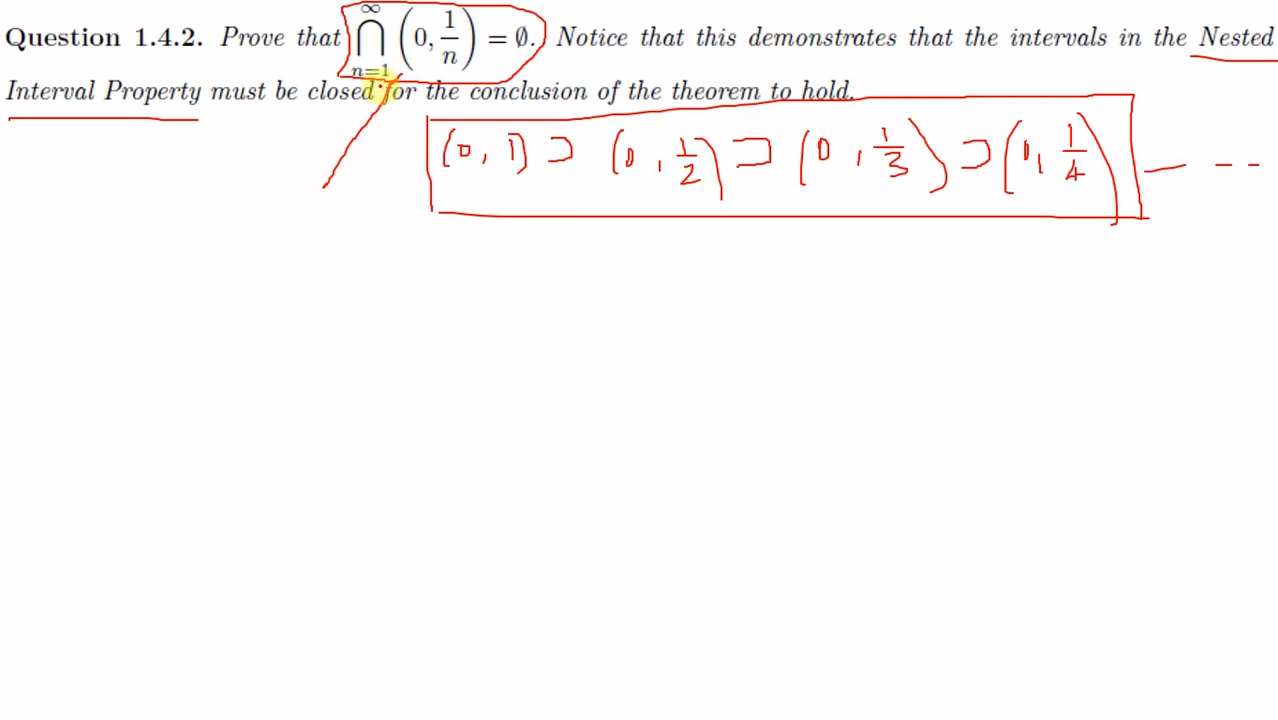 Question 1.4.2. Prove that ⋂_{n=1}^{∞} (0, 1/n) = ∅. Notice that this demonstrates that the intervals in the Nested
Interval Property must be closed for the conclusion of the theorem to hold.
(0, 1) ⊃ (0, 1/2) ⊃ (0, 1/3) ⊃ (0, 1/4) — - -